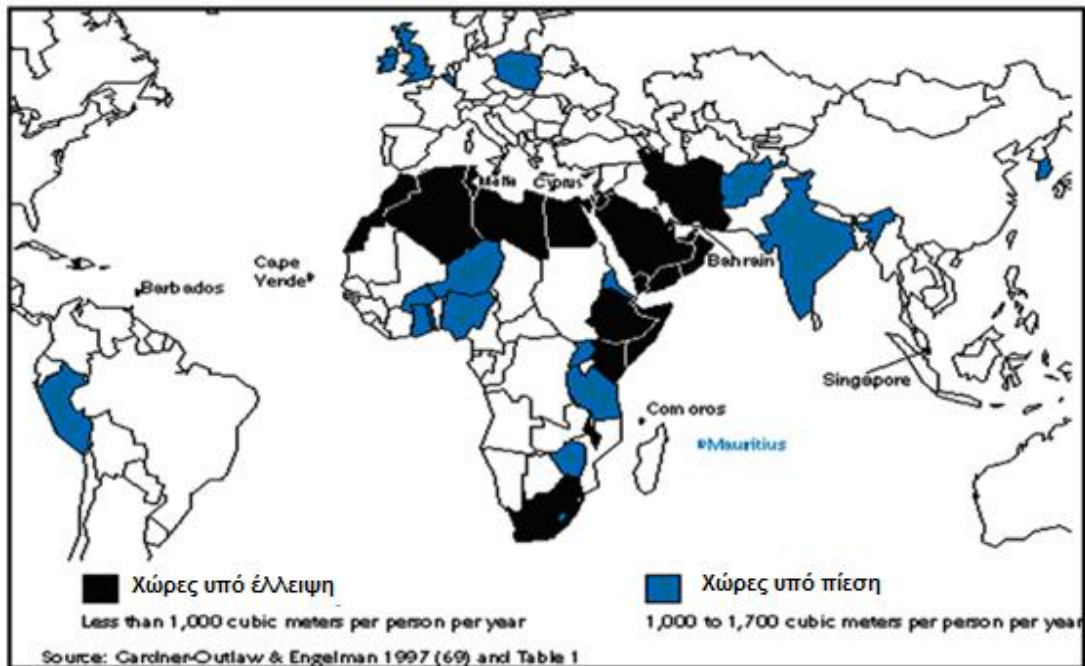 Malta
Cyprus
Cape
Verde
Barbados
Bahrain
Singapore
Comoros
Mauritius
Χώρες υπό έλλειψη
Χώρες υπό πίεση
Less than 1,000 cubic meters per person per year
1,000 to 1,700 cubic meters per person per year
Source: Gardner-Outlaw & Engelman 1997 (69) and Table 1